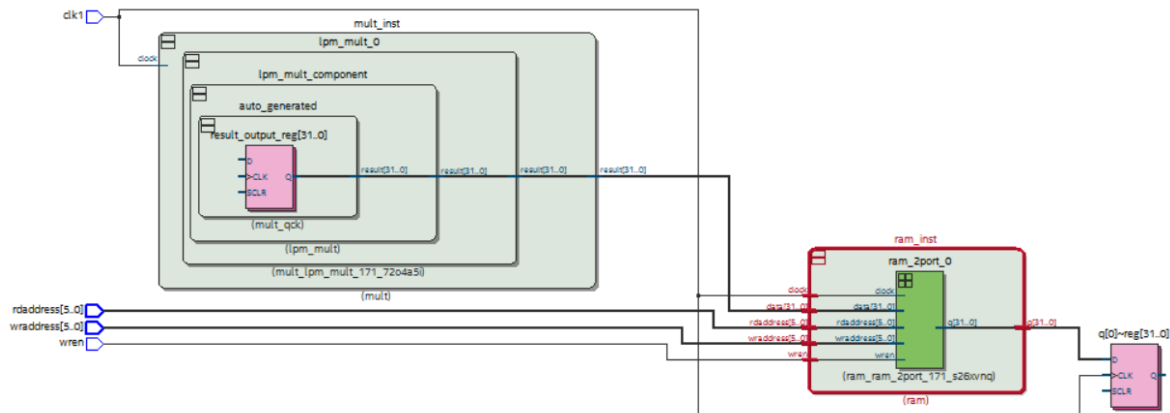 clk1
mult_inst
lpm_mult_0
clock
lpm_mult_component
auto_generated
result_output_reg[31..0]
D
>CLK Q
SCLR
result[31..0] result[31..0] result[31..0] result[31..0]
(mult_qck)
(lpm_mult)
(mult_lpm_mult_171_72o4a5i)
(mult)
ram_inst
ram_2port_0
rdaddress[5..0]
wraddress[5..0]
wren
clock clock
data[31..0] data[31..0]
rdaddress[5..0] rdaddress[5..0] q[31..0] q[31..0]
wraddress[5..0] wraddress[5..0]
wren wren
(ram_ram_2port_171_s26xvnq)
(ram)
q[0]~reg[31..0]
D
>CLK Q
SCLR